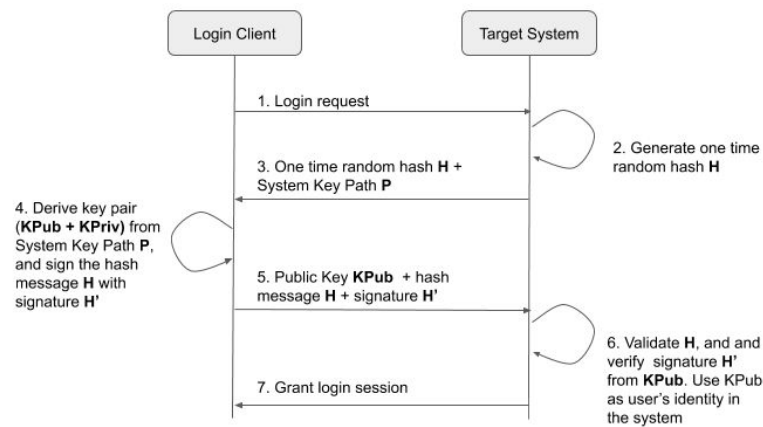 Login Client
Target System
1. Login request
2. Generate one time
random hash H
3. One time random hash H +
System Key Path P
4. Derive key pair
(KPub + KPriv) from
System Key Path P,
and sign the hash
message H with
signature H’
5. Public Key KPub + hash
message H + signature H’
6. Validate H, and and
verify signature H’
from KPub. Use KPub
as user’s identity in
the system
7. Grant login session